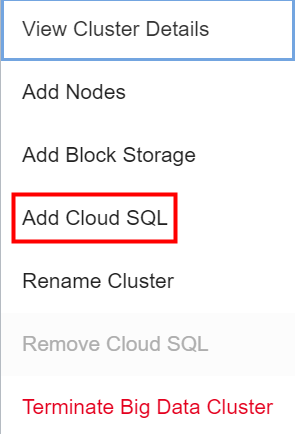 View Cluster Details
Add Nodes
Add Block Storage
Add Cloud SQL
Rename Cluster
Remove Cloud SQL
Terminate Big Data Cluster